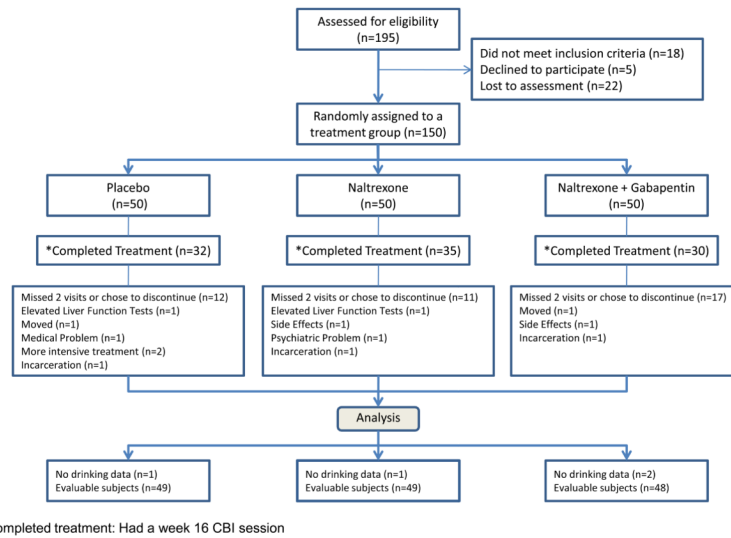 Assessed for eligibility
(n=195)
Did not meet inclusion criteria (n=18)
Declined to participate (n=5)
Lost to assessment (n=22)
Randomly assigned to a
treatment group (n=150)
Placebo
(n=50)
Naltrexone
(n=50)
Naltrexone + Gabapentin
(n=50)
*Completed Treatment (n=32)
*Completed Treatment (n=35)
*Completed Treatment (n=30)
Missed 2 visits or chose to discontinue (n=12)
Elevated Liver Function Tests (n=1)
Moved (n=1)
Medical Problem (n=1)
More intensive treatment (n=2)
Incarceration (n=1)
Missed 2 visits or chose to discontinue (n=11)
Elevated Liver Function Tests (n=1)
Side Effects (n=1)
Psychiatric Problem (n=1)
Incarceration (n=1)
Missed 2 visits or chose to discontinue (n=17)
Moved (n=1)
Side Effects (n=1)
Incarceration (n=1)
Analysis
No drinking data (n=1)
Evaluable subjects (n=49)
No drinking data (n=1)
Evaluable subjects (n=49)
No drinking data (n=2)
Evaluable subjects (n=48)
ompleted treatment: Had a week 16 CBI session